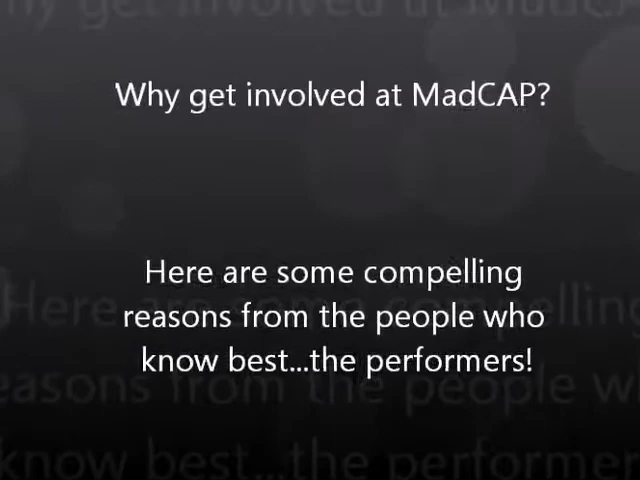 Why get involved at MadCAP?
Here are some compelling
reasons from the people who
know best...the performers!